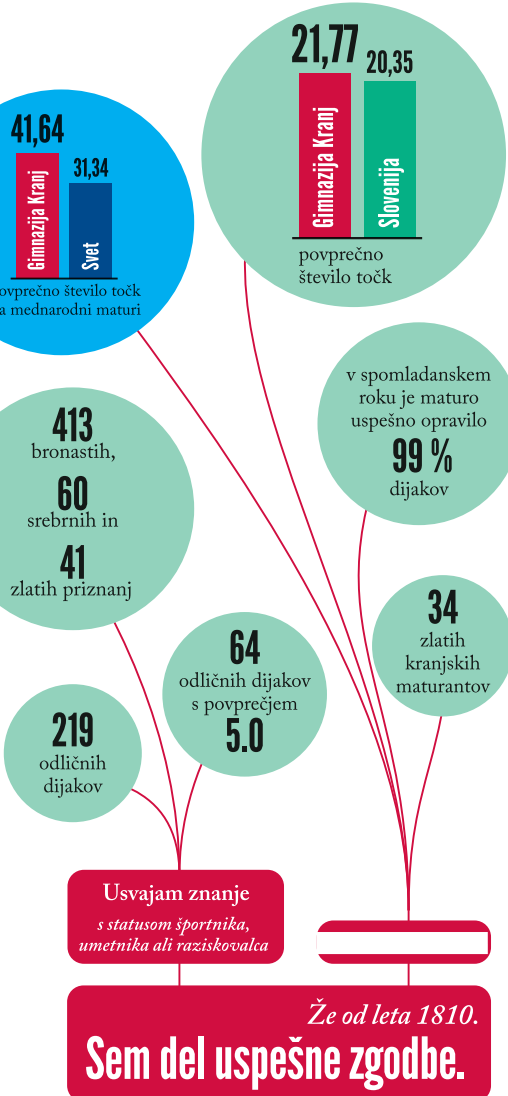 21,77
20,35
Gimnazija Kranj
Slovenija
povprečno
število točk
41,64
31,34
Gimnazija Kranj
Svet
število točk
mednarodni maturi
v spomladanskem
roku je maturo
uspešno opravilo
99 %
dijakov
413
bronastih,
60
srebrnih in
41
zlatih priznanj
34
zlatih
kranjskih
maturantov
64
odličnih dijakov
s povprečjem
5.0
219
odličnih
dijakov
Usvajam znanje
s statusom športnika,
umetnika ali raziskovalca
Že od leta 1810.
Sem del uspešne zgodbe.